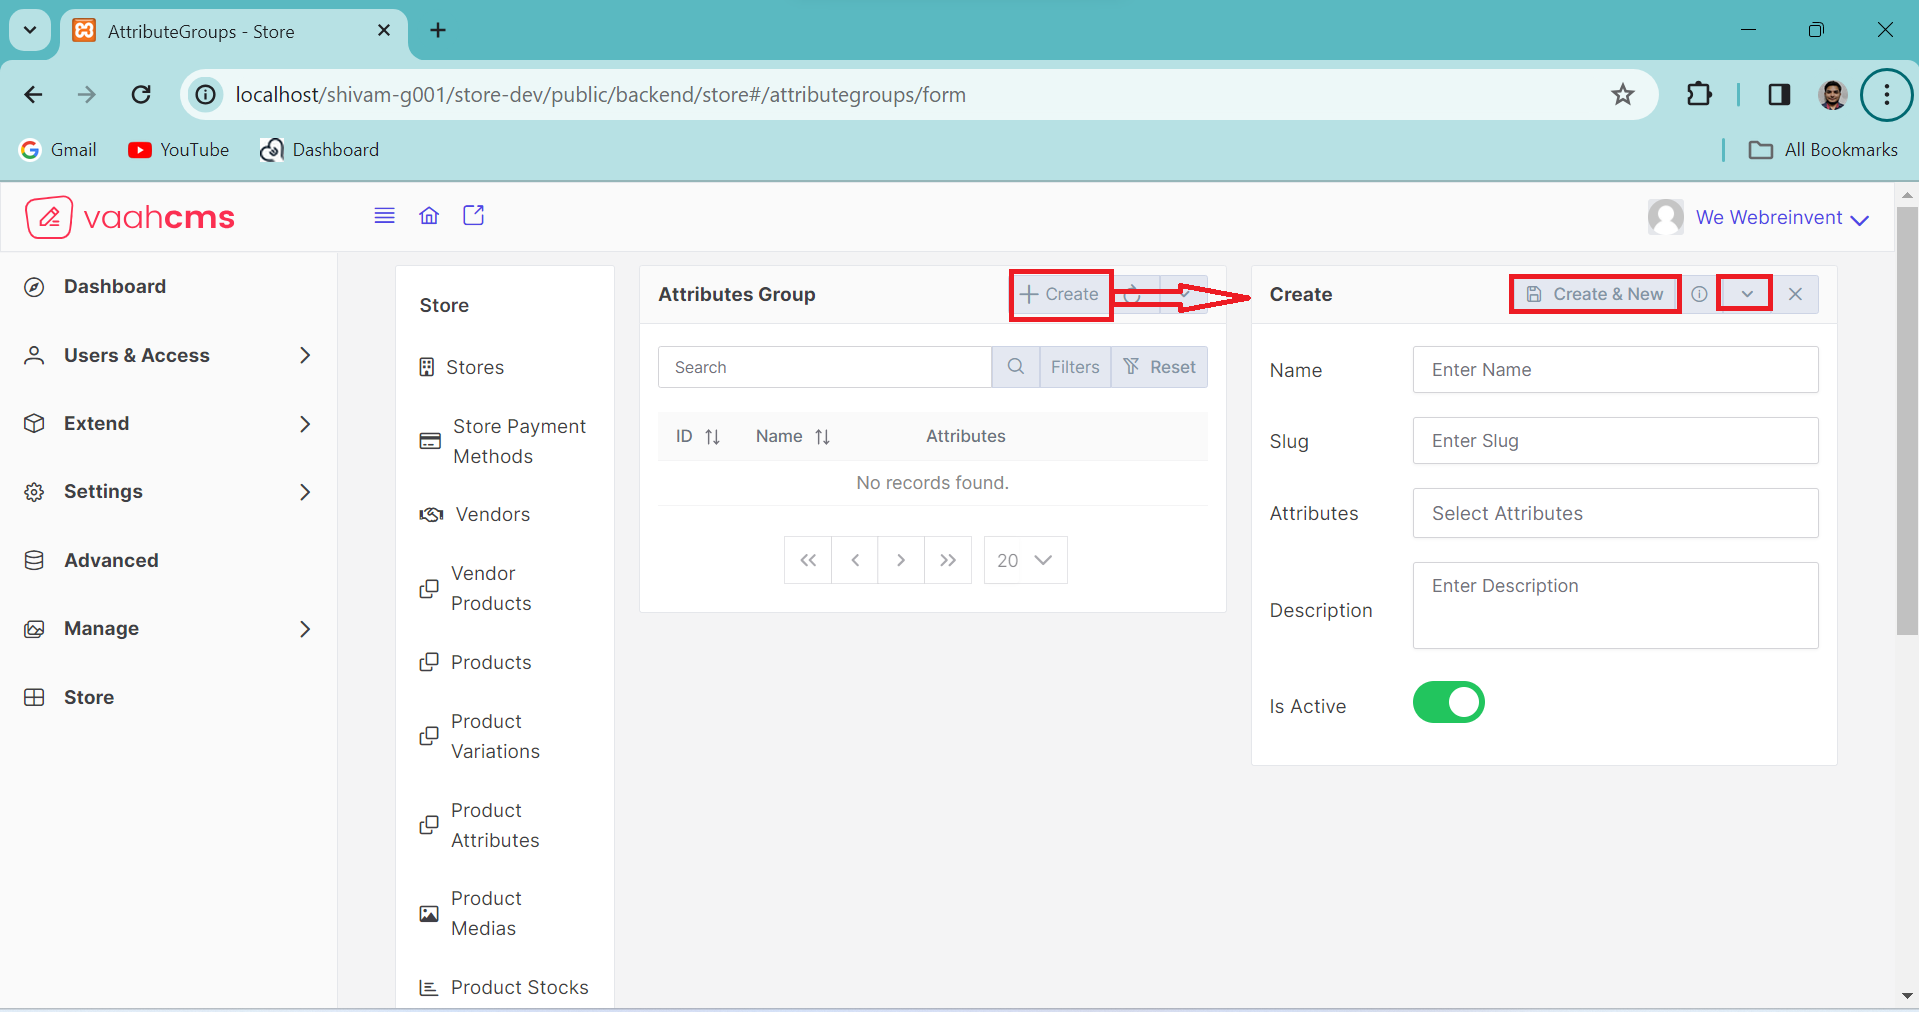 AttributeGroups - Store
localhost/shivam-g001/store-dev/public/backend/store#/attributegroups/form
Gmail
YouTube
Dashboard
All Bookmarks
vaahcms
We Webreinvent
Dashboard
Users & Access
Extend
Settings
Advanced
Manage
Store
Store
Stores
Store Payment
Methods
Vendors
Vendor
Products
Products
Product
Variations
Product
Attributes
Product
Medias
Product Stocks
Attributes Group
Create
Search
Filters
Reset
ID
Name
Attributes
No records found.
20
Create
Create & New
Name
Enter Name
Slug
Enter Slug
Attributes
Select Attributes
Description
Enter Description
Is Active